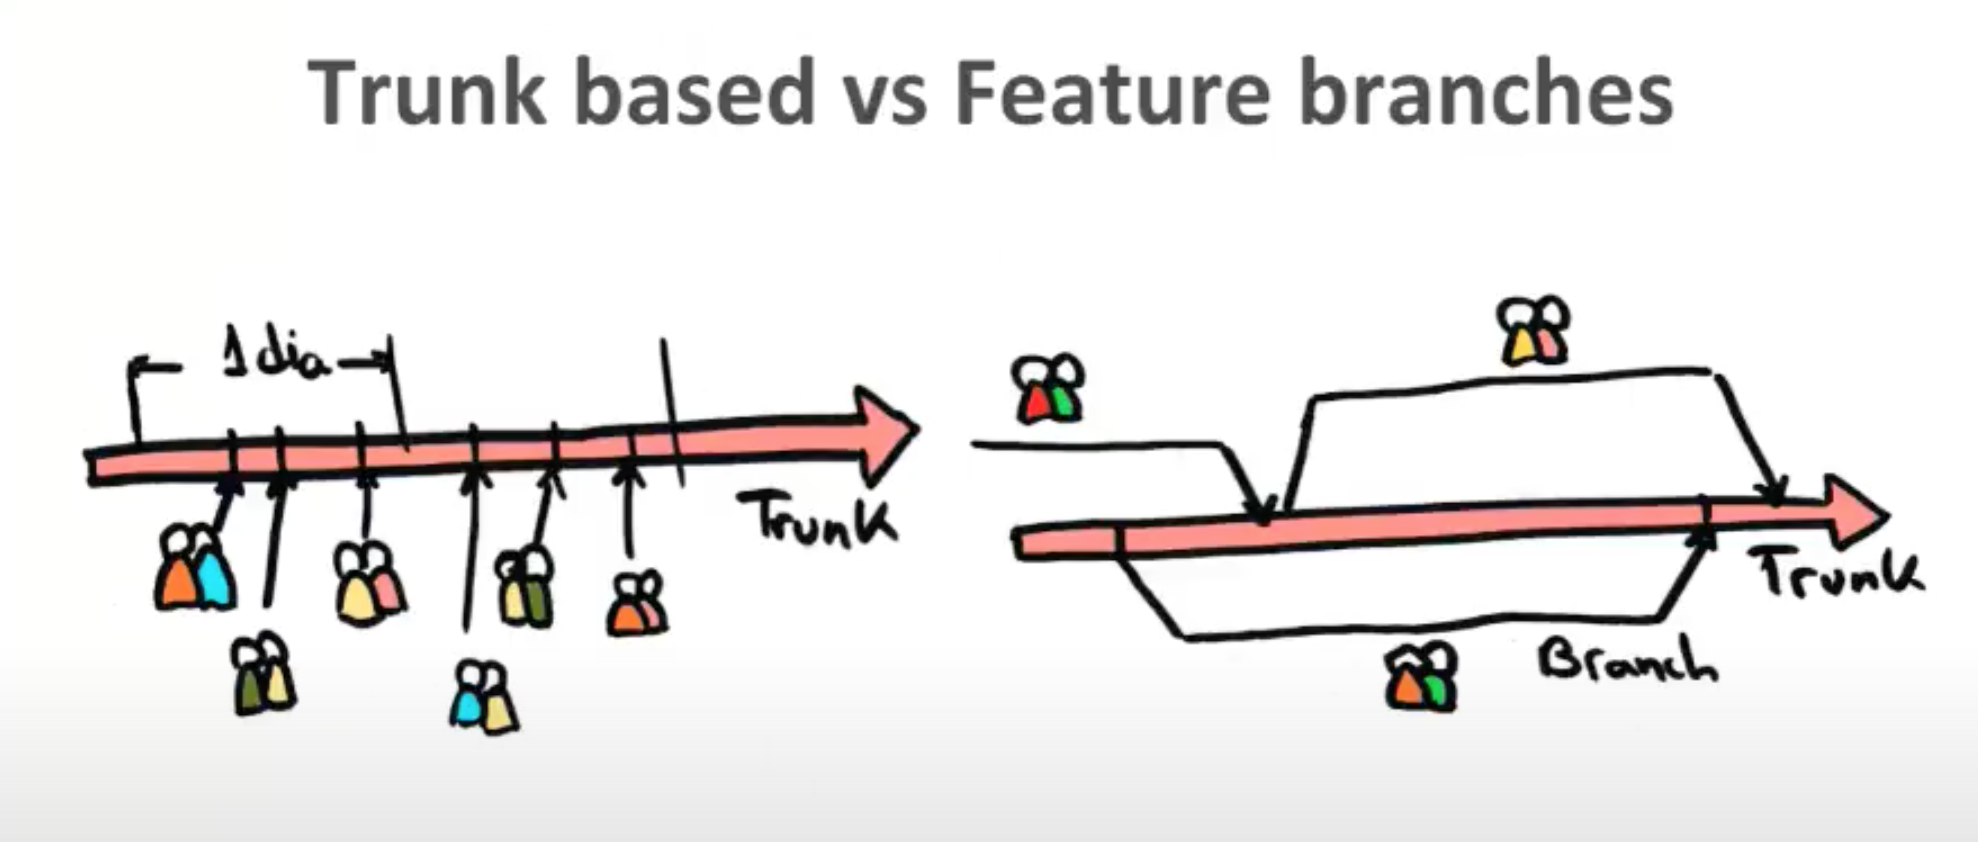 Trunk based vs Feature branches
1 dia
Trunk
Trunk
Branch